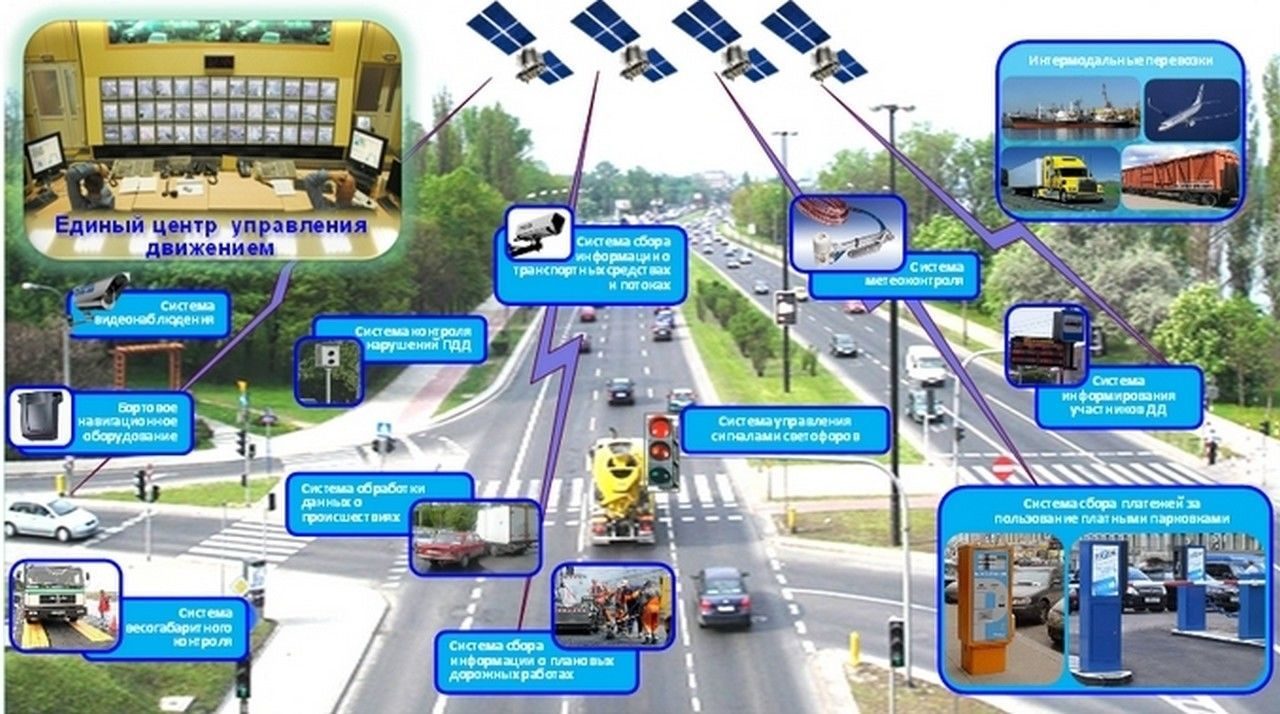 Интермодальные перевозки
Единый центр управления
движением
Система сбора
информации о
транспортных средствах
и потоках
Система
метеоконтроля
Система
видеонаблюдения
Система контроля
нарушений ПДД
Бортовое
навигационное
оборудование
Система
информирования
участников ДД
Система управления
сигналами светофоров
Система обработки
данных о
происшествиях
Система сбора платежей за
пользование платными парковками
Система
весогабаритного
контроля
Система сбора
информации о плановых
дорожных работах